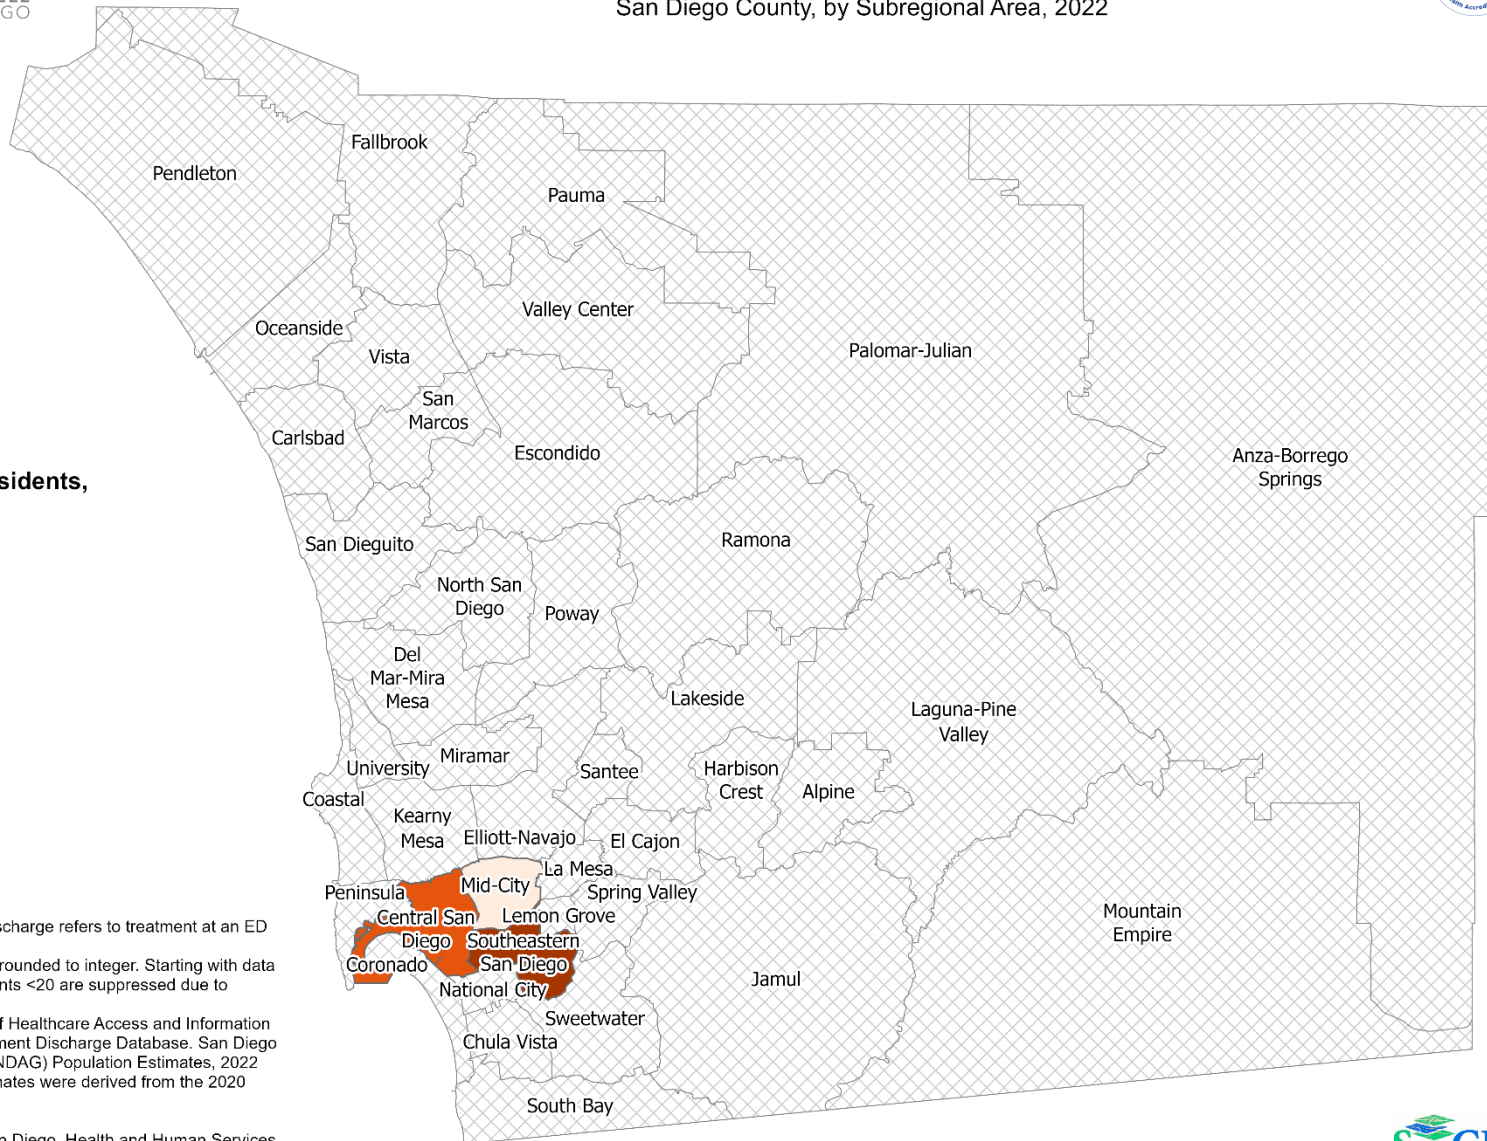 GO
San Diego County, by Subregional Area, 2022
Fallbrook
Pendleton
Pauma
Valley Center
Oceanside
Vista
Palomar-Julian
San
Marcos
Carlsbad
Escondido
Anza-Borrego
Springs
sidents,
San Dieguito
Ramona
North San
Diego
Poway
Del
Mar-Mira
Mesa
Lakeside
Laguna-Pine
Valley
Miramar
University
Santee
Harbison
Crest
Alpine
Coastal
Kearny
Mesa
Elliott-Navajo
El Cajon
La Mesa
Mid-City
Peninsula
Spring Valley
Central San
Diego
Lemon Grove
Southeastern
San Diego
Coronado
National City
Mountain
Empire
Jamul
Sweetwater
Chula Vista
South Bay
scharge refers to treatment at an ED
rounded to integer. Starting with data
nts <20 are suppressed due to
f Healthcare Access and Information
nent Discharge Database. San Diego
NDAG) Population Estimates, 2022
nates were derived from the 2020
n Diego, Health and Human Services